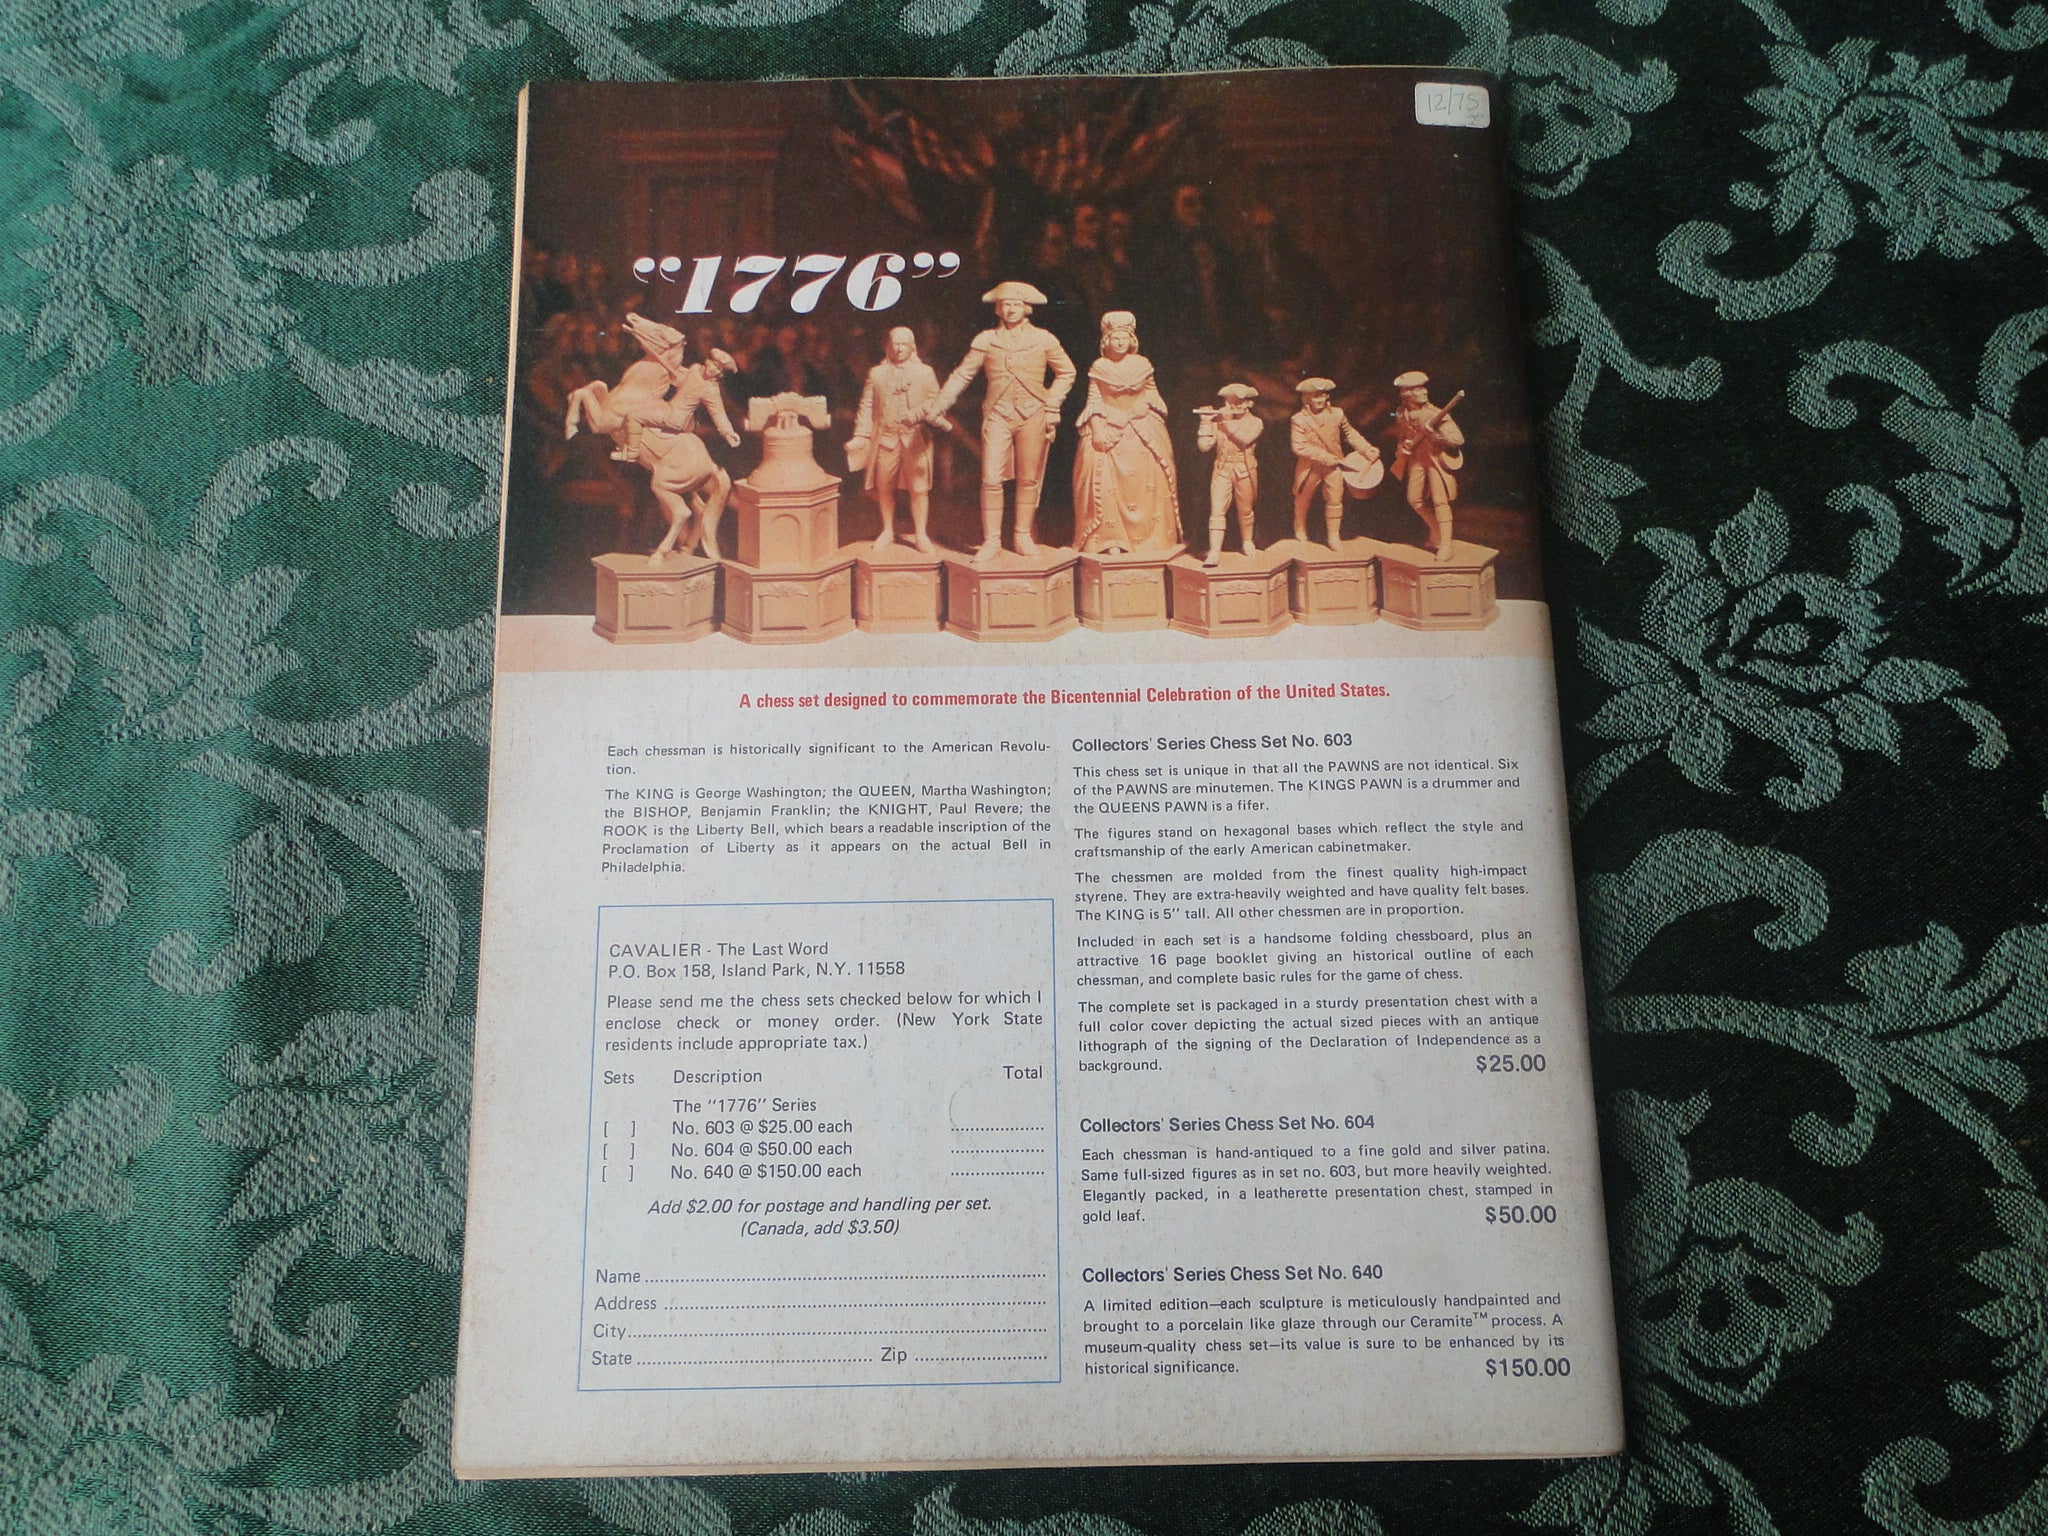 12/75
“1776”
A chess set designed to commemorate the Bicentennial Celebration of the United States.
Each chessman is historically significant to the American Revolu-
tion.
The KING is George Washington; the QUEEN, Martha Washington;
the BISHOP, Benjamin Franklin; the KNIGHT, Paul Revere; the
ROOK is the Liberty Bell, which bears a readable inscription of the
Proclamation of Liberty as it appears on the actual Bell in
Philadelphia.
CAVALIER - The Last Word
P.O. Box 158, Island Park, N.Y. 11558
Please send me the chess sets checked below for which I
enclose check or money order. (New York State
residents include appropriate tax.)
Sets Description Total
The "1776" Series
[ ] No. 603 @ $25.00 each ...................
[ ] No. 604 @ $50.00 each ...................
[ ] No. 640 @ $150.00 each ...................
Add $2.00 for postage and handling per set.
(Canada, add $3.50)
Name ................................................................................
Address ............................................................................
City...................................................................................
State ............................................... Zip ..........................
Collectors' Series Chess Set No. 603
This chess set is unique in that all the PAWNS are not identical. Six
of the PAWNS are minutemen. The KINGS PAWN is a drummer and
the QUEENS PAWN is a fifer.
The figures stand on hexagonal bases which reflect the style and
craftsmanship of the early American cabinetmaker.
The chessmen are molded from the finest quality high-impact
styrene. They are extra-heavily weighted and have quality felt bases.
The KING is 5'' tall. All other chessmen are in proportion.
Included in each set is a handsome folding chessboard, plus an
attractive 16 page booklet giving an historical outline of each
chessman, and complete basic rules for the game of chess.
The complete set is packaged in a sturdy presentation chest with a
full color cover depicting the actual sized pieces with an antique
lithograph of the signing of the Declaration of Independence as a
background. $25.00
Collectors' Series Chess Set No. 604
Each chessman is hand-antiqued to a fine gold and silver patina.
Same full-sized figures as in set no. 603, but more heavily weighted.
Elegantly packed, in a leatherette presentation chest, stamped in
gold leaf. $50.00
Collectors' Series Chess Set No. 640
A limited edition—each sculpture is meticulously handpainted and
brought to a porcelain like glaze through our Ceramite™ process. A
museum-quality chess set—its value is sure to be enhanced by its
historical significance. $150.00